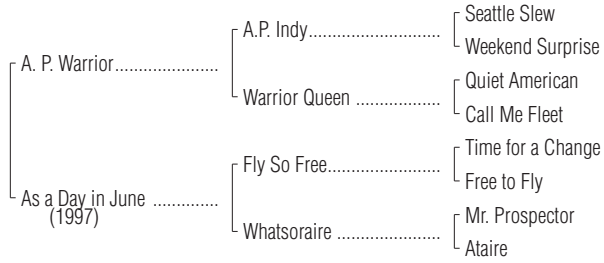 Seattle Slew
A.P. Indy..............................
Weekend Surprise
A. P. Warrior.......................
Quiet American
Warrior Queen ...................
Call Me Fleet
Time for a Change
Fly So Free.........................
Free to Fly
As a Day in June ..............
(1997)
Mr. Prospector
Whatsoraire .......................
Ataire